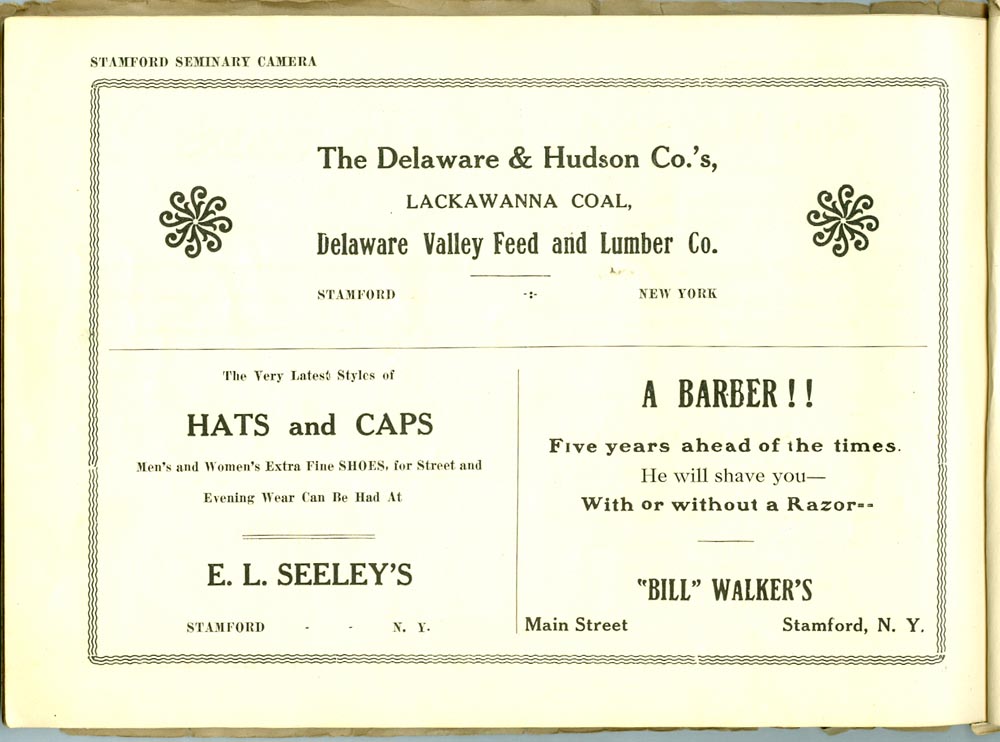 STAMFORD SEMINARY CAMERA
The Delaware & Hudson Co.'s,
LACKAWANNA COAL,
Delaware Valley Feed and Lumber Co.
STAMFORD -:- NEW YORK
The Very Latest Styles of
HATS and CAPS
Men's and Women's Extra Fine SHOES, for Street and
Evening Wear Can Be Had At
E. L. SEELEY'S
STAMFORD - - N. Y.
A BARBER ! !
Five years ahead of the times.
He will shave you—
With or without a Razor--
"BILL" WALKER'S
Main Street Stamford, N. Y.